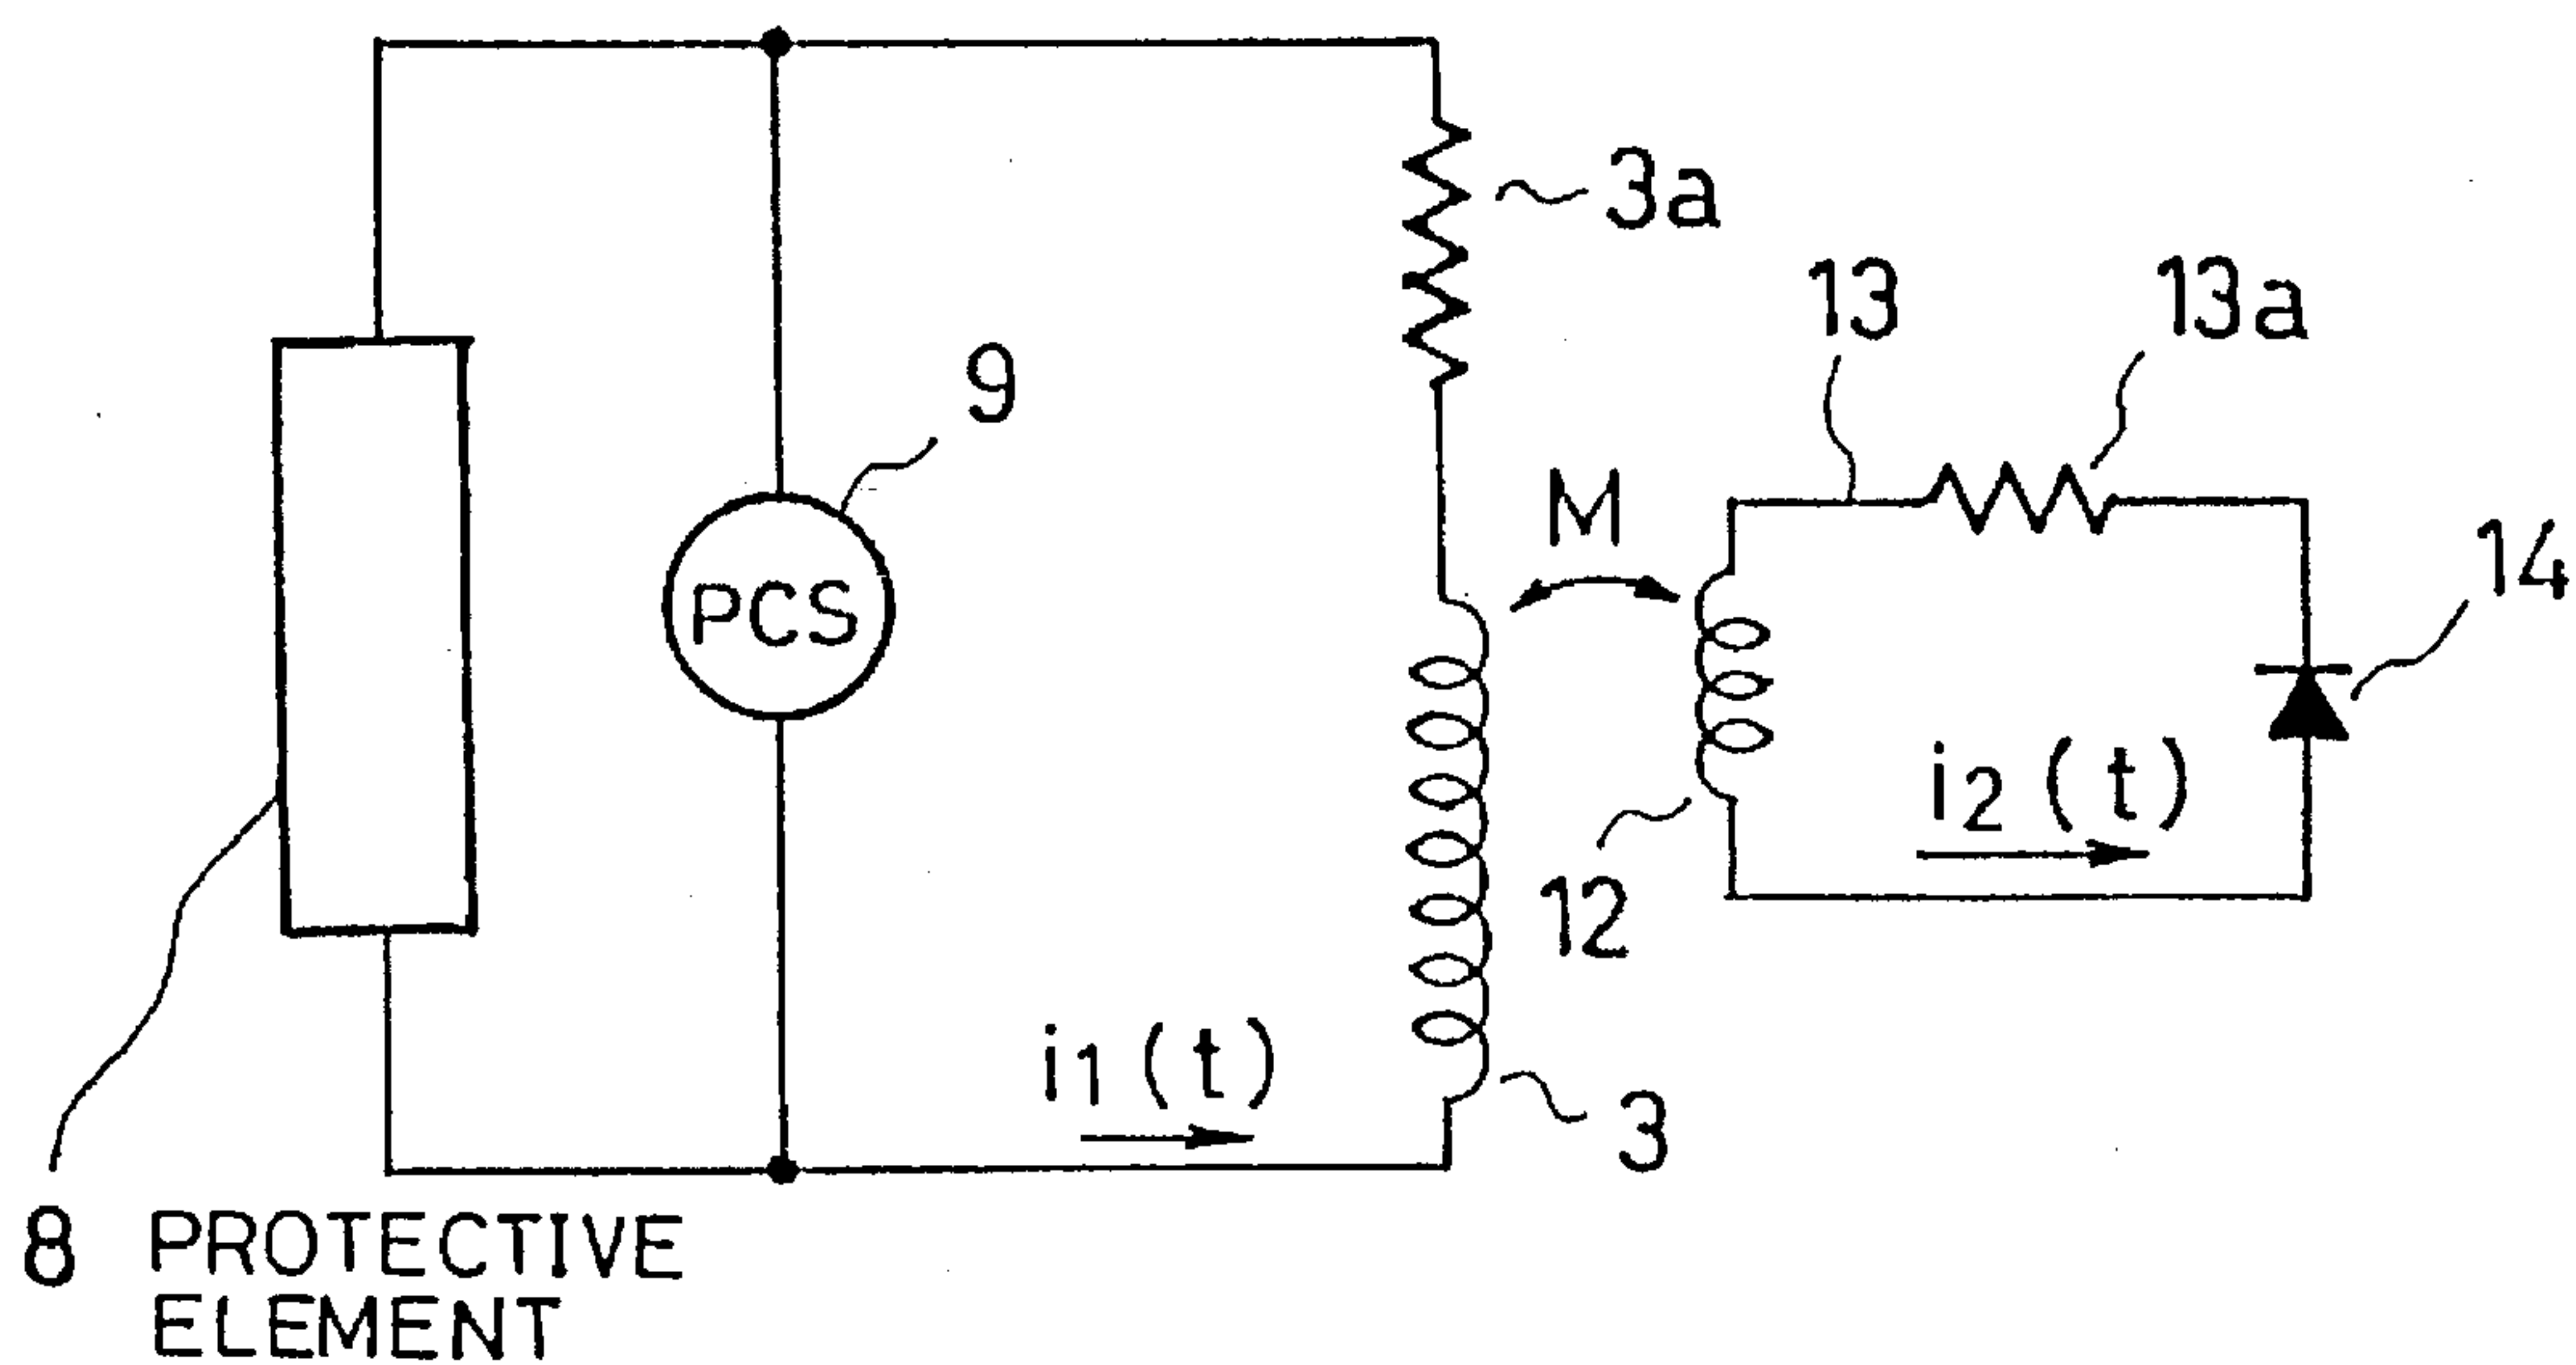 3a
13
13a
9
M
14
PCS
i2 (t)
12
i1 (t)
3
8 PROTECTIVE
ELEMENT